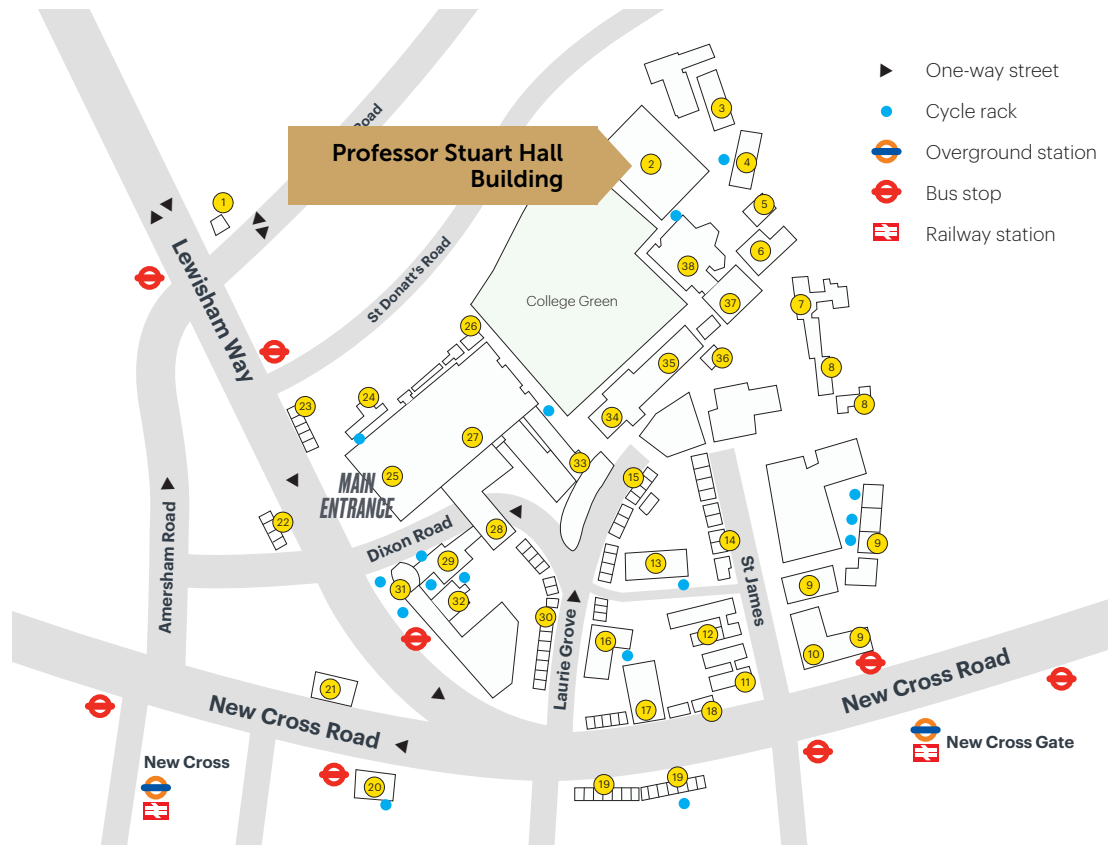 One-way street
Cycle rack
Overground station
Bus stop
Railway station
Road
Professor Stuart Hall
Building
2
3
4
5
6
1
38
37
7
College Green
Lewisham Way
St Donatt's Road
26
35
36
8
8
24
23
34
27
33
15
25
MAIN
ENTRANCE
22
28
14
9
Dixon Road
29
13
9
Amersham Road
31
32
30
St James
Laurie Grove
16
12
10
9
21
17
18
11
New Cross Road
New Cross Road
New Cross Gate
New Cross
20
19
19